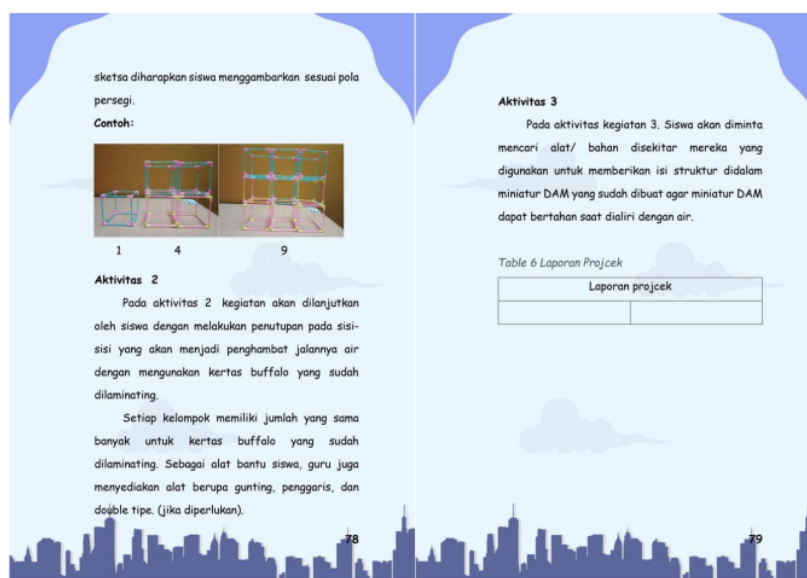 sketsa diharapkan siswa menggambarkan sesuai pola
persegi.
Contoh:
1 4 9
Aktivitas 2
Pada aktivitas 2 kegiatan akan dilanjutkan
oleh siswa dengan melakukan penutupan pada sisi-
sisi yang akan menjadi penghambat jalannya air
dengan mengunakan kertas buffalo yang sudah
dilaminating.
Setiap kelompok memiliki jumlah yang sama
banyak untuk kertas buffalo yang sudah
dilaminating. Sebagai alat bantu siswa, guru juga
menyediakan alat berupa gunting, penggaris, dan
double tipe. (jika diperlukan).
78
Aktivitas 3
Pada aktivitas kegiatan 3. Siswa akan diminta
mencari alat/ bahan disekitar mereka yang
digunakan untuk memberikan isi struktur didalam
miniatur DAM yang sudah dibuat agar miniatur DAM
dapat bertahan saat dialiri dengan air.
Table 6 Laporan Projcek
Laporan projcek
79